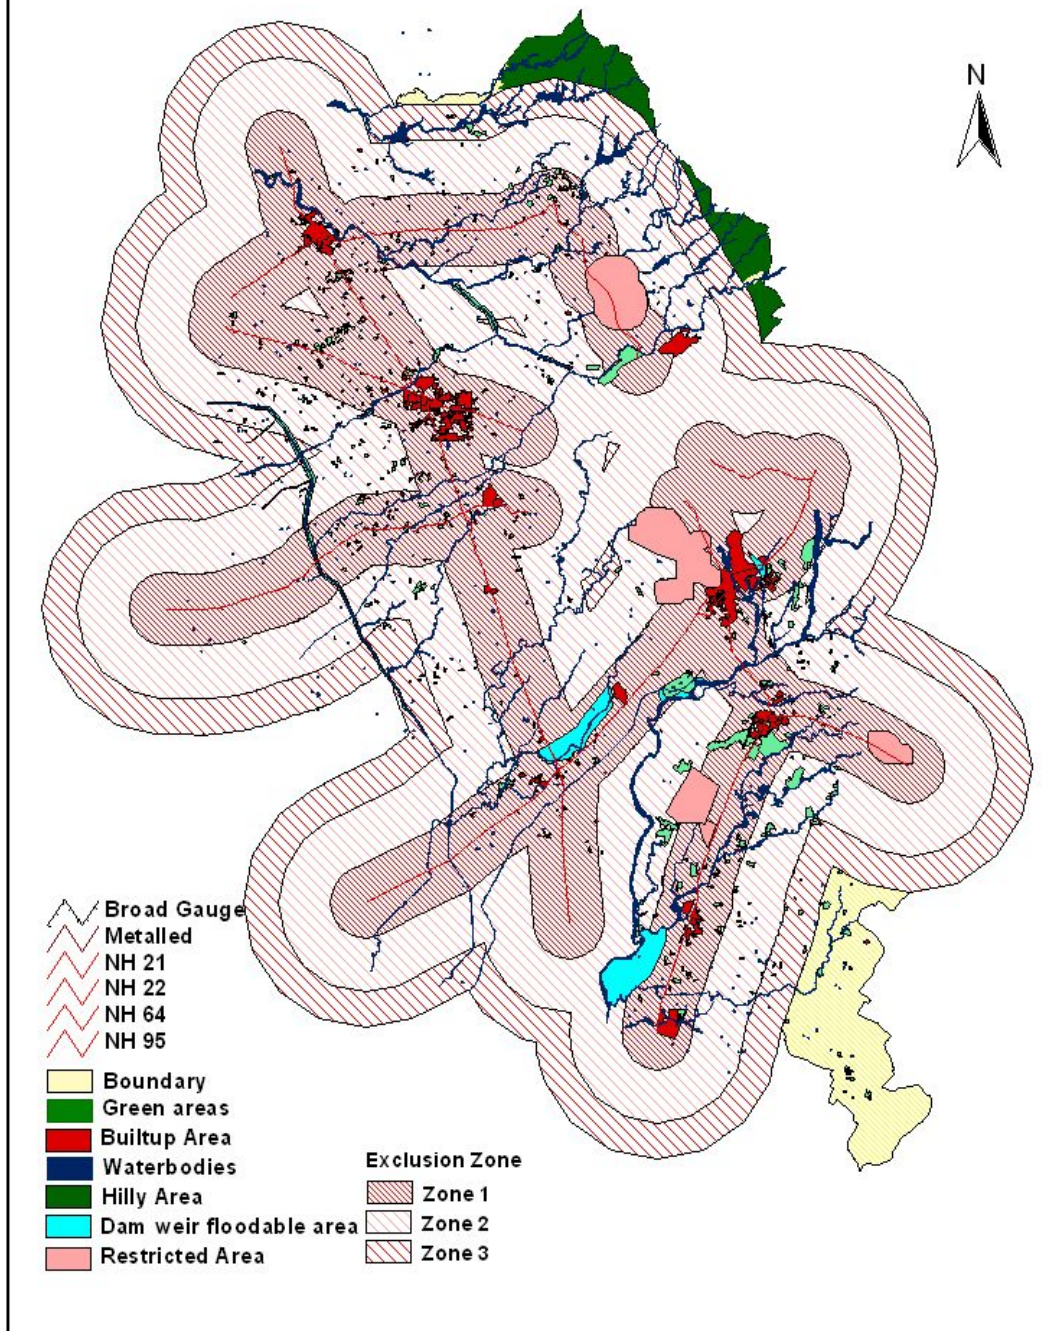 N
Broad Gauge
Metalled
NH 21
NH 22
NH 64
NH 95
Boundary
Green areas
Builtup Area
Waterbodies
Hilly Area
Dam weir floodable area
Restricted Area
Exclusion Zone
Zone 1
Zone 2
Zone 3